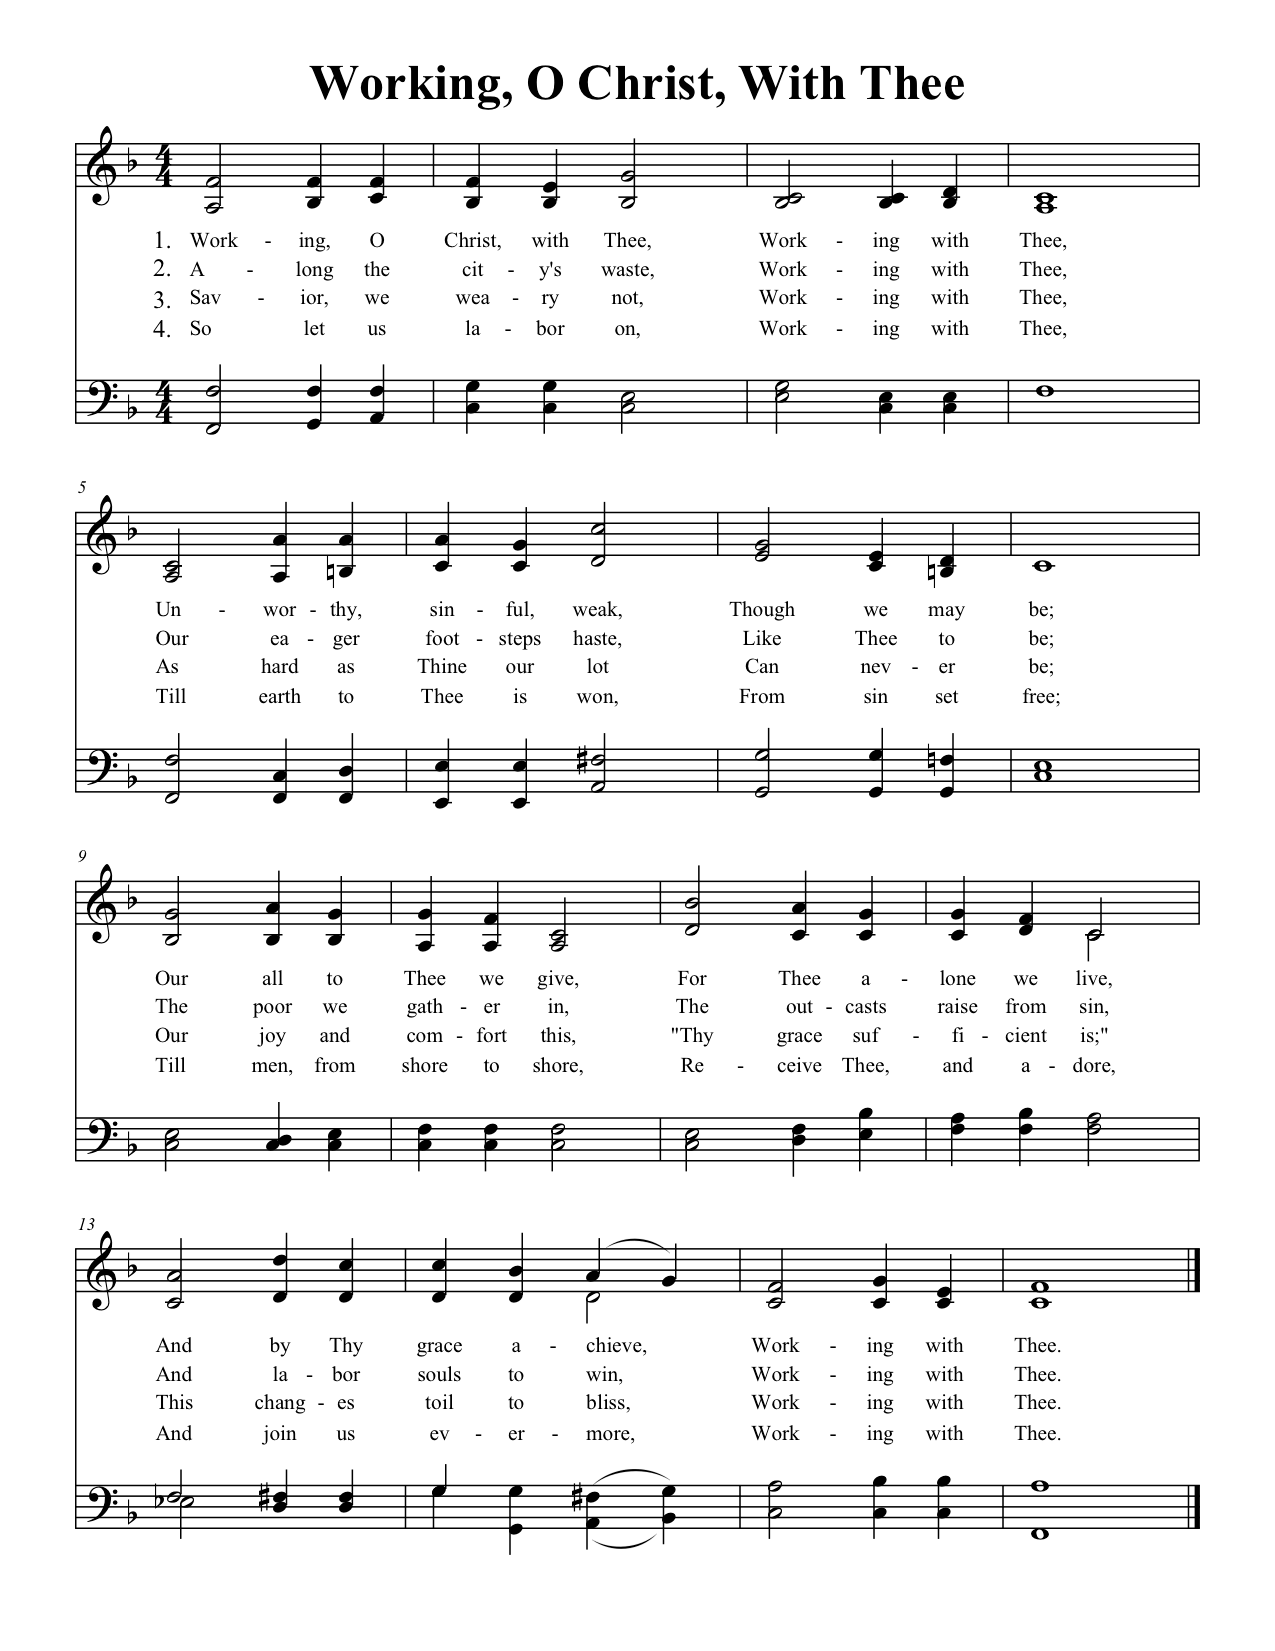 Working, O Christ, With Thee
1. Work - ing, O Christ, with Thee, Work - ing with Thee,
2. A - long the cit - y's waste, Work - ing with Thee,
3. Sav - ior, we wea - ry not, Work - ing with Thee,
4. So let us la - bor on, Work - ing with Thee,
5
Un - wor - thy, sin - ful, weak, Though we may be;
Our ea - ger foot - steps haste, Like Thee to be;
As hard as Thine our lot Can nev - er be;
Till earth to Thee is won, From sin set free;
9
Our all to Thee we give, For Thee a - lone we live,
The poor we gath - er in, The out - casts raise from sin,
Our joy and com - fort this, "Thy grace suf - fi - cient is;"
Till men, from shore to shore, Re - ceive Thee, and a - dore,
13
And by Thy grace a - chieve, Work - ing with Thee.
And la - bor souls to win, Work - ing with Thee.
This chang - es toil to bliss, Work - ing with Thee.
And join us ev - er - more, Work - ing with Thee.